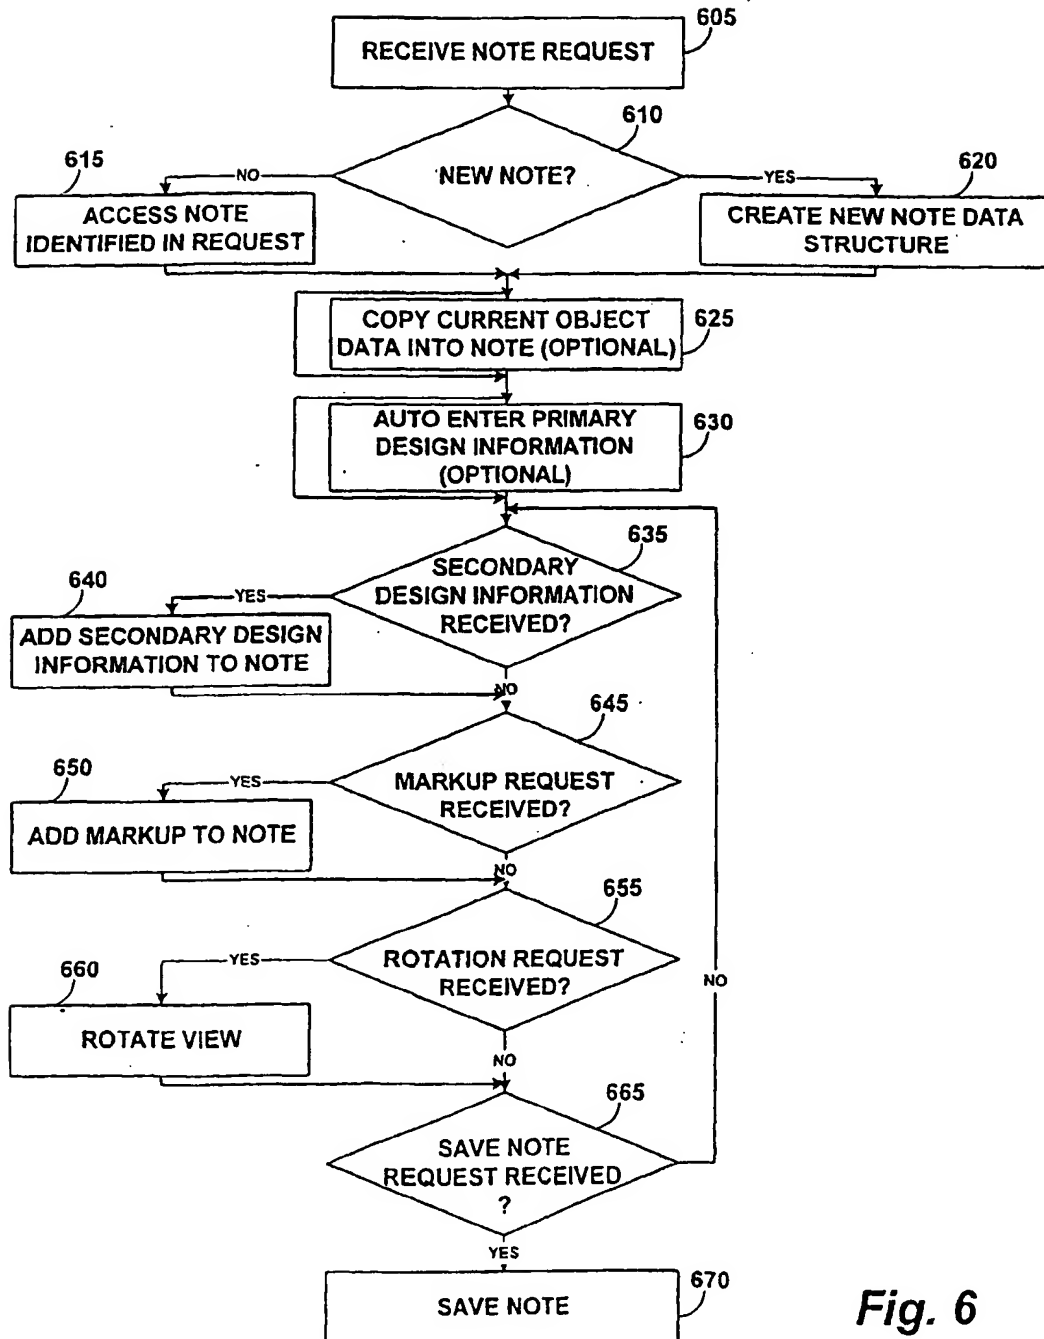 605
RECEIVE NOTE REQUEST
610
NEW NOTE?
NO
YES
615
ACCESS NOTE
IDENTIFIED IN REQUEST
620
CREATE NEW NOTE DATA
STRUCTURE
COPY CURRENT OBJECT
DATA INTO NOTE (OPTIONAL)
625
AUTO ENTER PRIMARY
DESIGN INFORMATION
(OPTIONAL)
630
635
SECONDARY
DESIGN INFORMATION
RECEIVED?
YES
640
ADD SECONDARY DESIGN
INFORMATION TO NOTE
NO
645
MARKUP REQUEST
RECEIVED?
YES
650
ADD MARKUP TO NOTE
NO
655
ROTATION REQUEST
RECEIVED?
YES
660
ROTATE VIEW
NO
NO
665
SAVE NOTE
REQUEST RECEIVED
?
YES
670
SAVE NOTE
Fig. 6